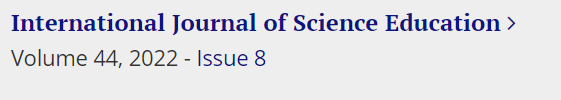 International Journal of Science Education >
Volume 44, 2022 - Issue 8